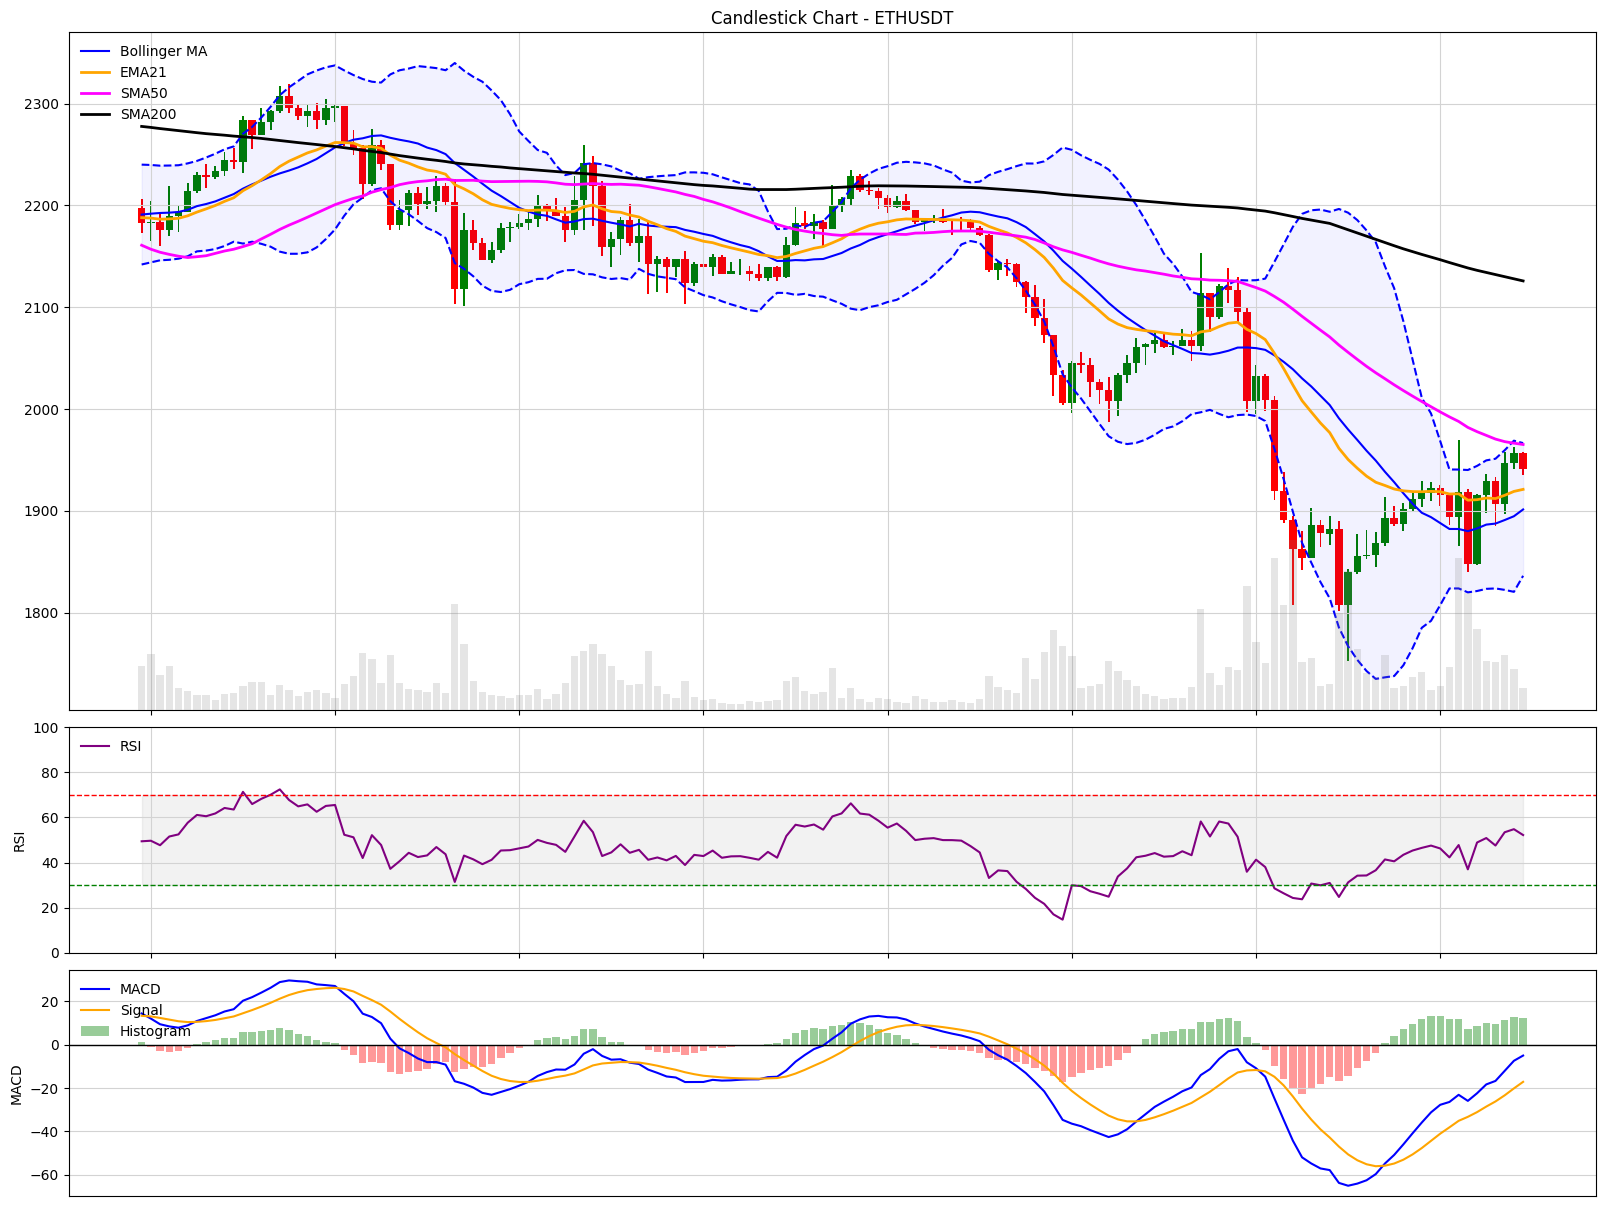 Candlestick Chart - ETHUSDT
Bollinger MA
EMA21
SMA50
SMA200
2300
2200
2100
2000
1900
1800
100
80
60
40
20
0
RSI
RSI
20
0
−20
−40
−60
MACD
MACD
Signal
Histogram